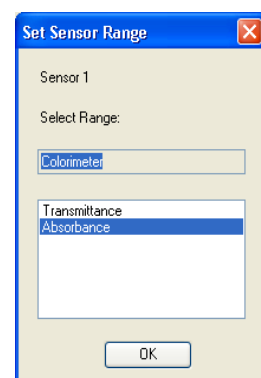 Set Sensor Range
Sensor 1
Select Range:
Colorimeter
Transmittance
Absorbance
OK